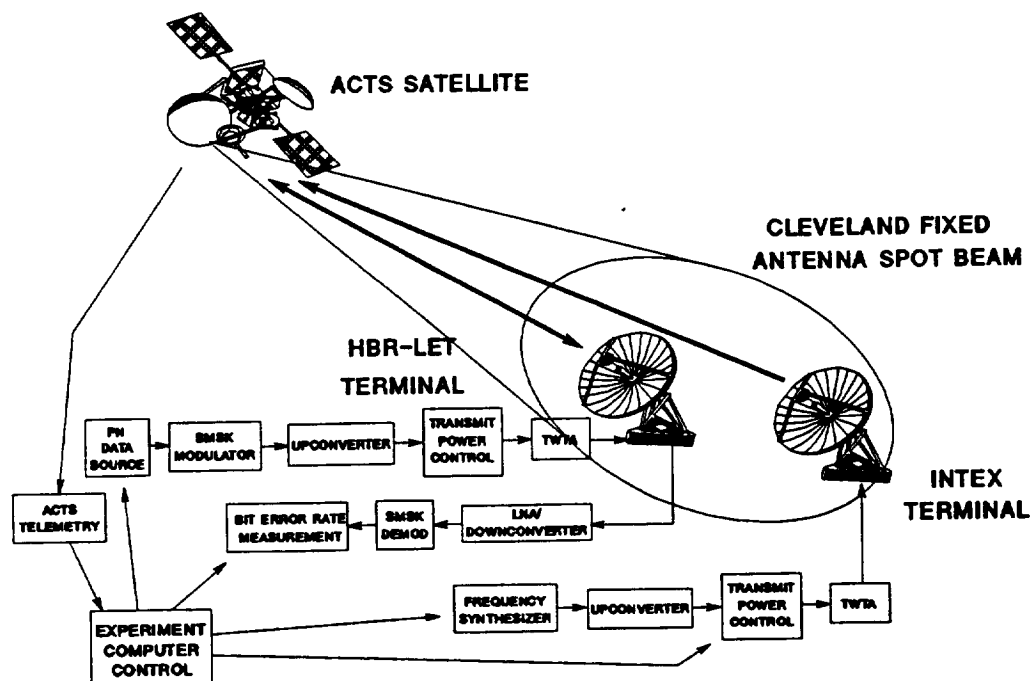 ACTS SATELLITE
CLEVELAND FIXED
ANTENNA SPOT BEAM
HBR-LET
TERMINAL
PN
DATA
SOURCE
SMSK
MODULATOR
UPCONVERTER
TRANSMIT
POWER
CONTROL
TWTA
INTEX
TERMINAL
ACTS
TELEMETRY
BIT ERROR RATE
MEASUREMENT
SMSK
DEMOD
LNA/
DOWNCONVERTER
FREQUENCY
SYNTHESIZER
UPCONVERTER
TRANSMIT
POWER
CONTROL
TWTA
EXPERIMENT
COMPUTER
CONTROL